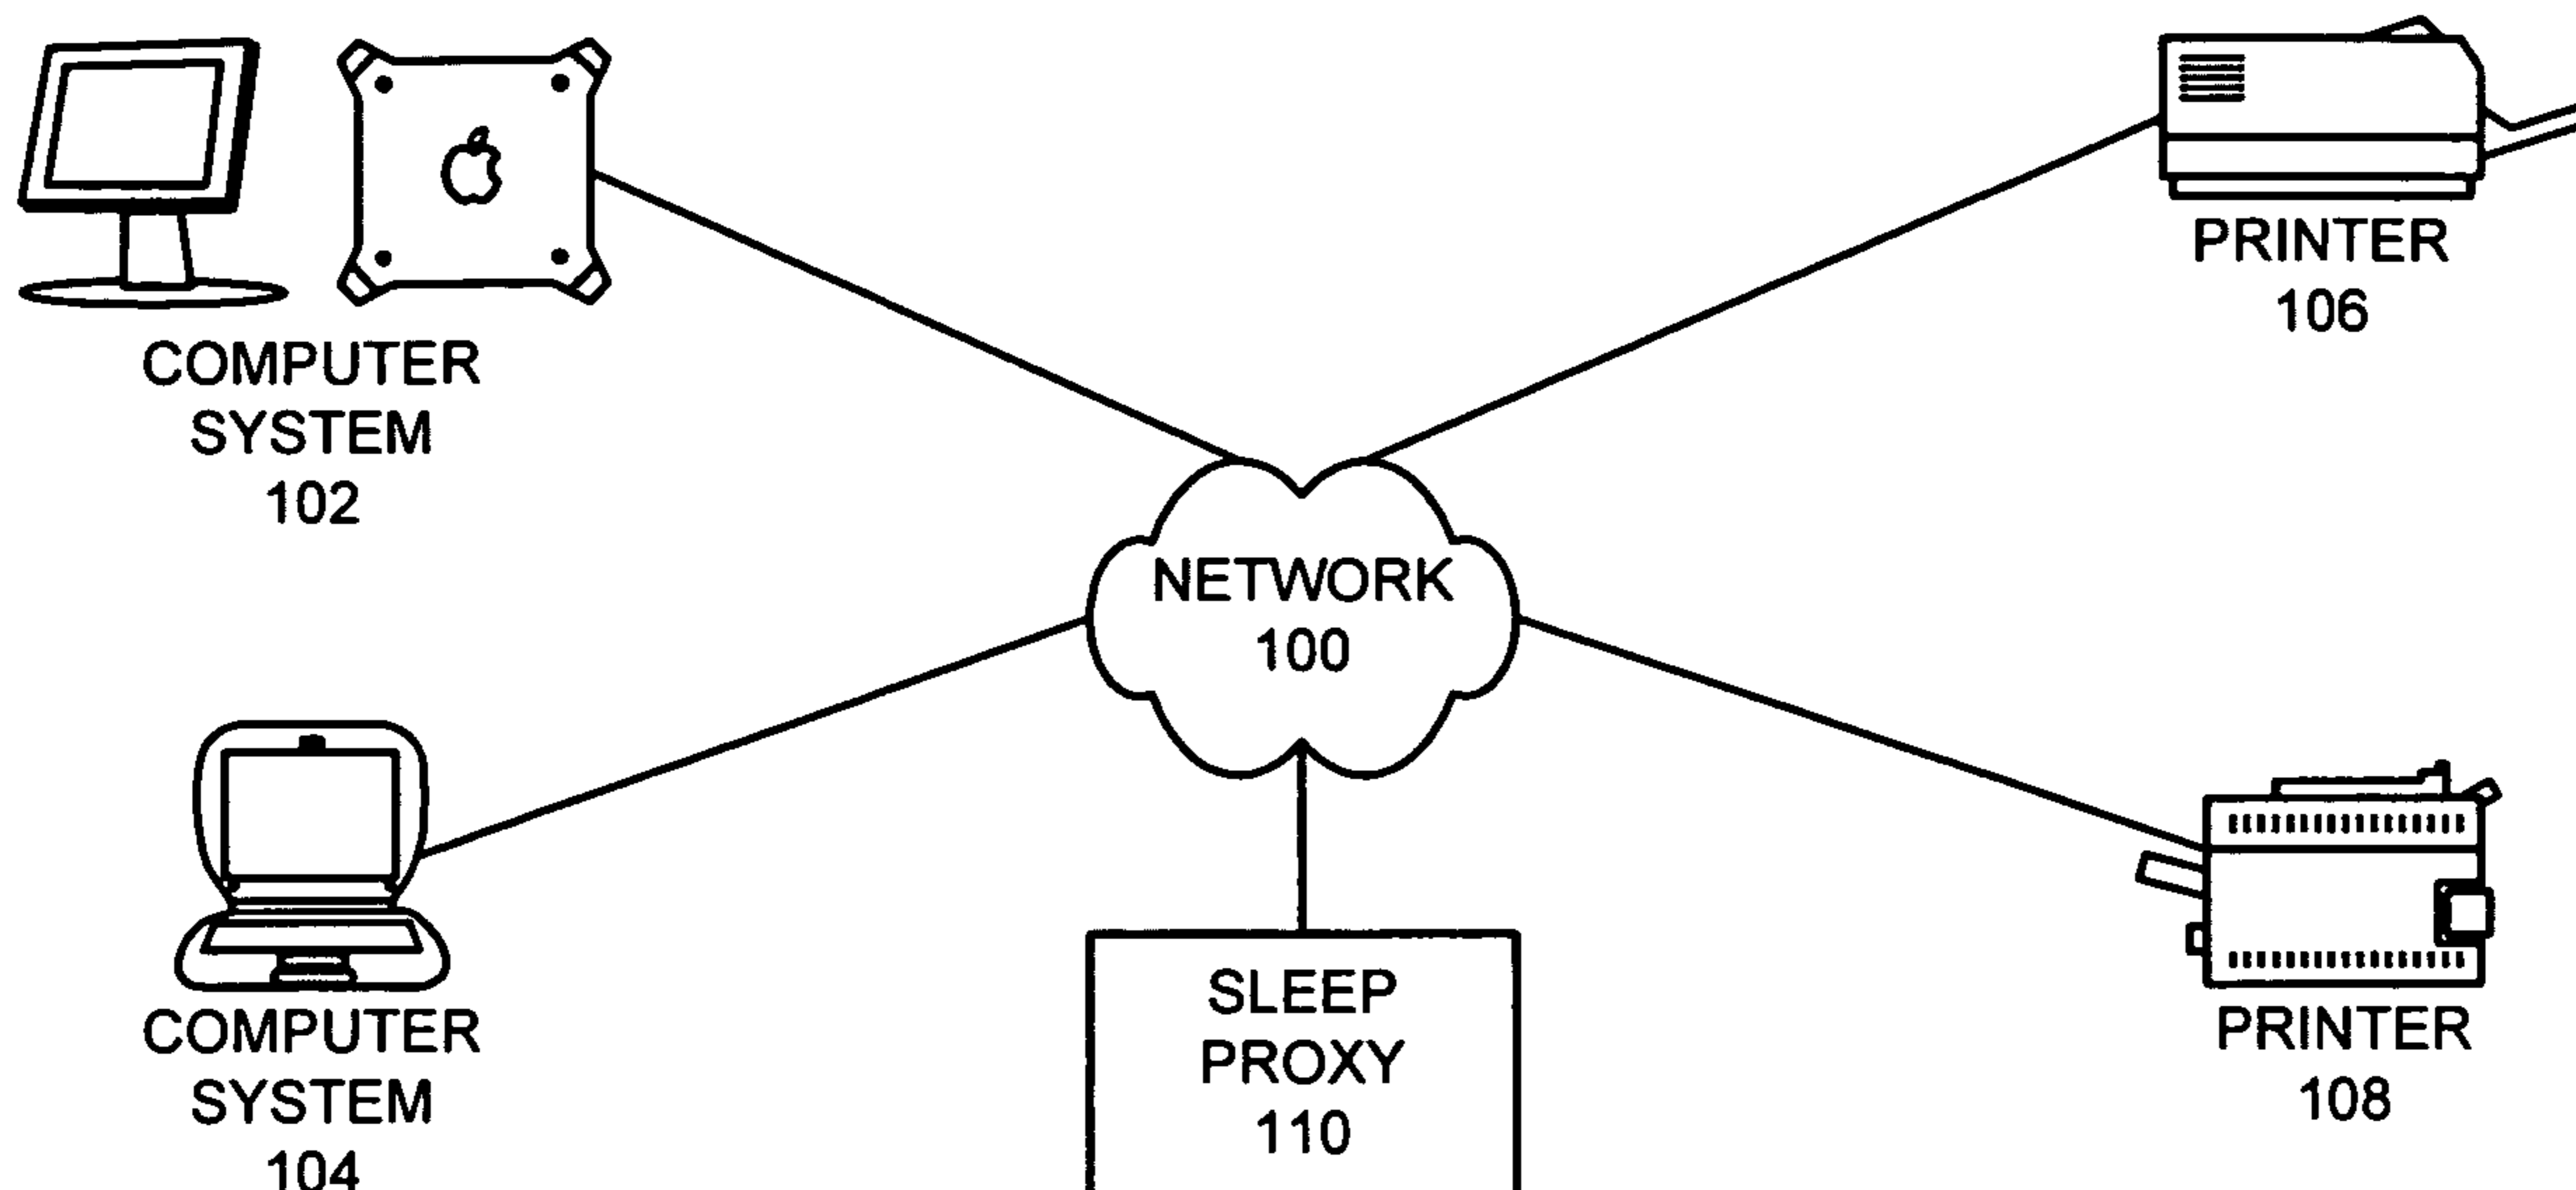 COMPUTER
SYSTEM
102
PRINTER
106
NETWORK
100
COMPUTER
SYSTEM
104
SLEEP
PROXY
110
PRINTER
108